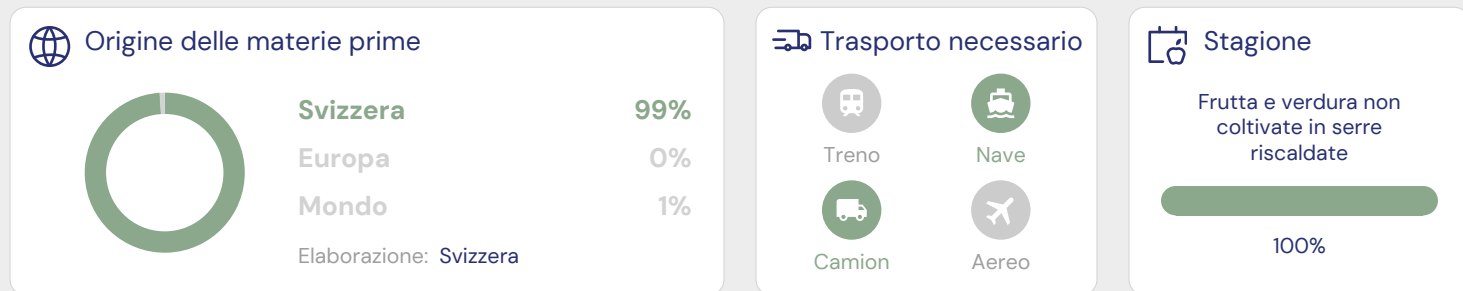 Origine delle materie prime
Svizzera 99%
Europa 0%
Mondo 1%
Elaborazione: Svizzera
Trasporto necessario
Treno Nave
Camion Aereo
Stagione
Frutta e verdura non
coltivate in serre
riscaldate
100%